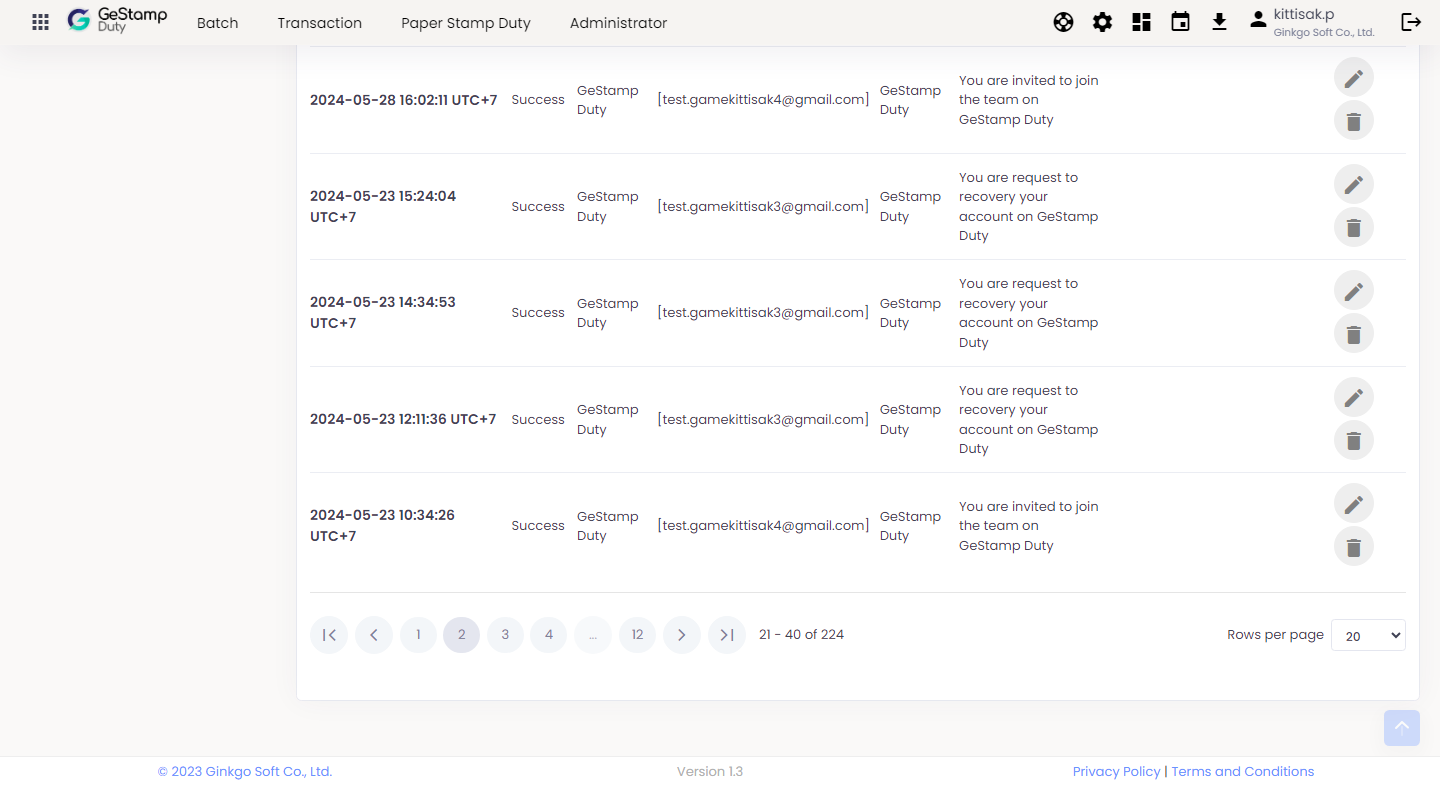 GeStamp
Duty
Batch
Transaction
Paper Stamp Duty
Administrator
kittisak.p
Ginkgo Soft Co., Ltd.
2024-05-28 16:02:11 UTC+7
Success
GeStamp
Duty
[test.gamekittisak4@gmail.com]
GeStamp
Duty
You are invited to join
the team on
GeStamp Duty
2024-05-23 15:24:04
UTC+7
Success
GeStamp
Duty
[test.gamekittisak3@gmail.com]
GeStamp
Duty
You are request to
recovery your
account on GeStamp
Duty
2024-05-23 14:34:53
UTC+7
Success
GeStamp
Duty
[test.gamekittisak3@gmail.com]
GeStamp
Duty
You are request to
recovery your
account on GeStamp
Duty
2024-05-23 12:11:36 UTC+7
Success
GeStamp
Duty
[test.gamekittisak3@gmail.com]
GeStamp
Duty
You are request to
recovery your
account on GeStamp
Duty
2024-05-23 10:34:26
UTC+7
Success
GeStamp
Duty
[test.gamekittisak4@gmail.com]
GeStamp
Duty
You are invited to join
the team on
GeStamp Duty
1 2 3 4 ... 12
21 - 40 of 224
Rows per page 20
© 2023 Ginkgo Soft Co., Ltd.
Version 1.3
Privacy Policy | Terms and Conditions